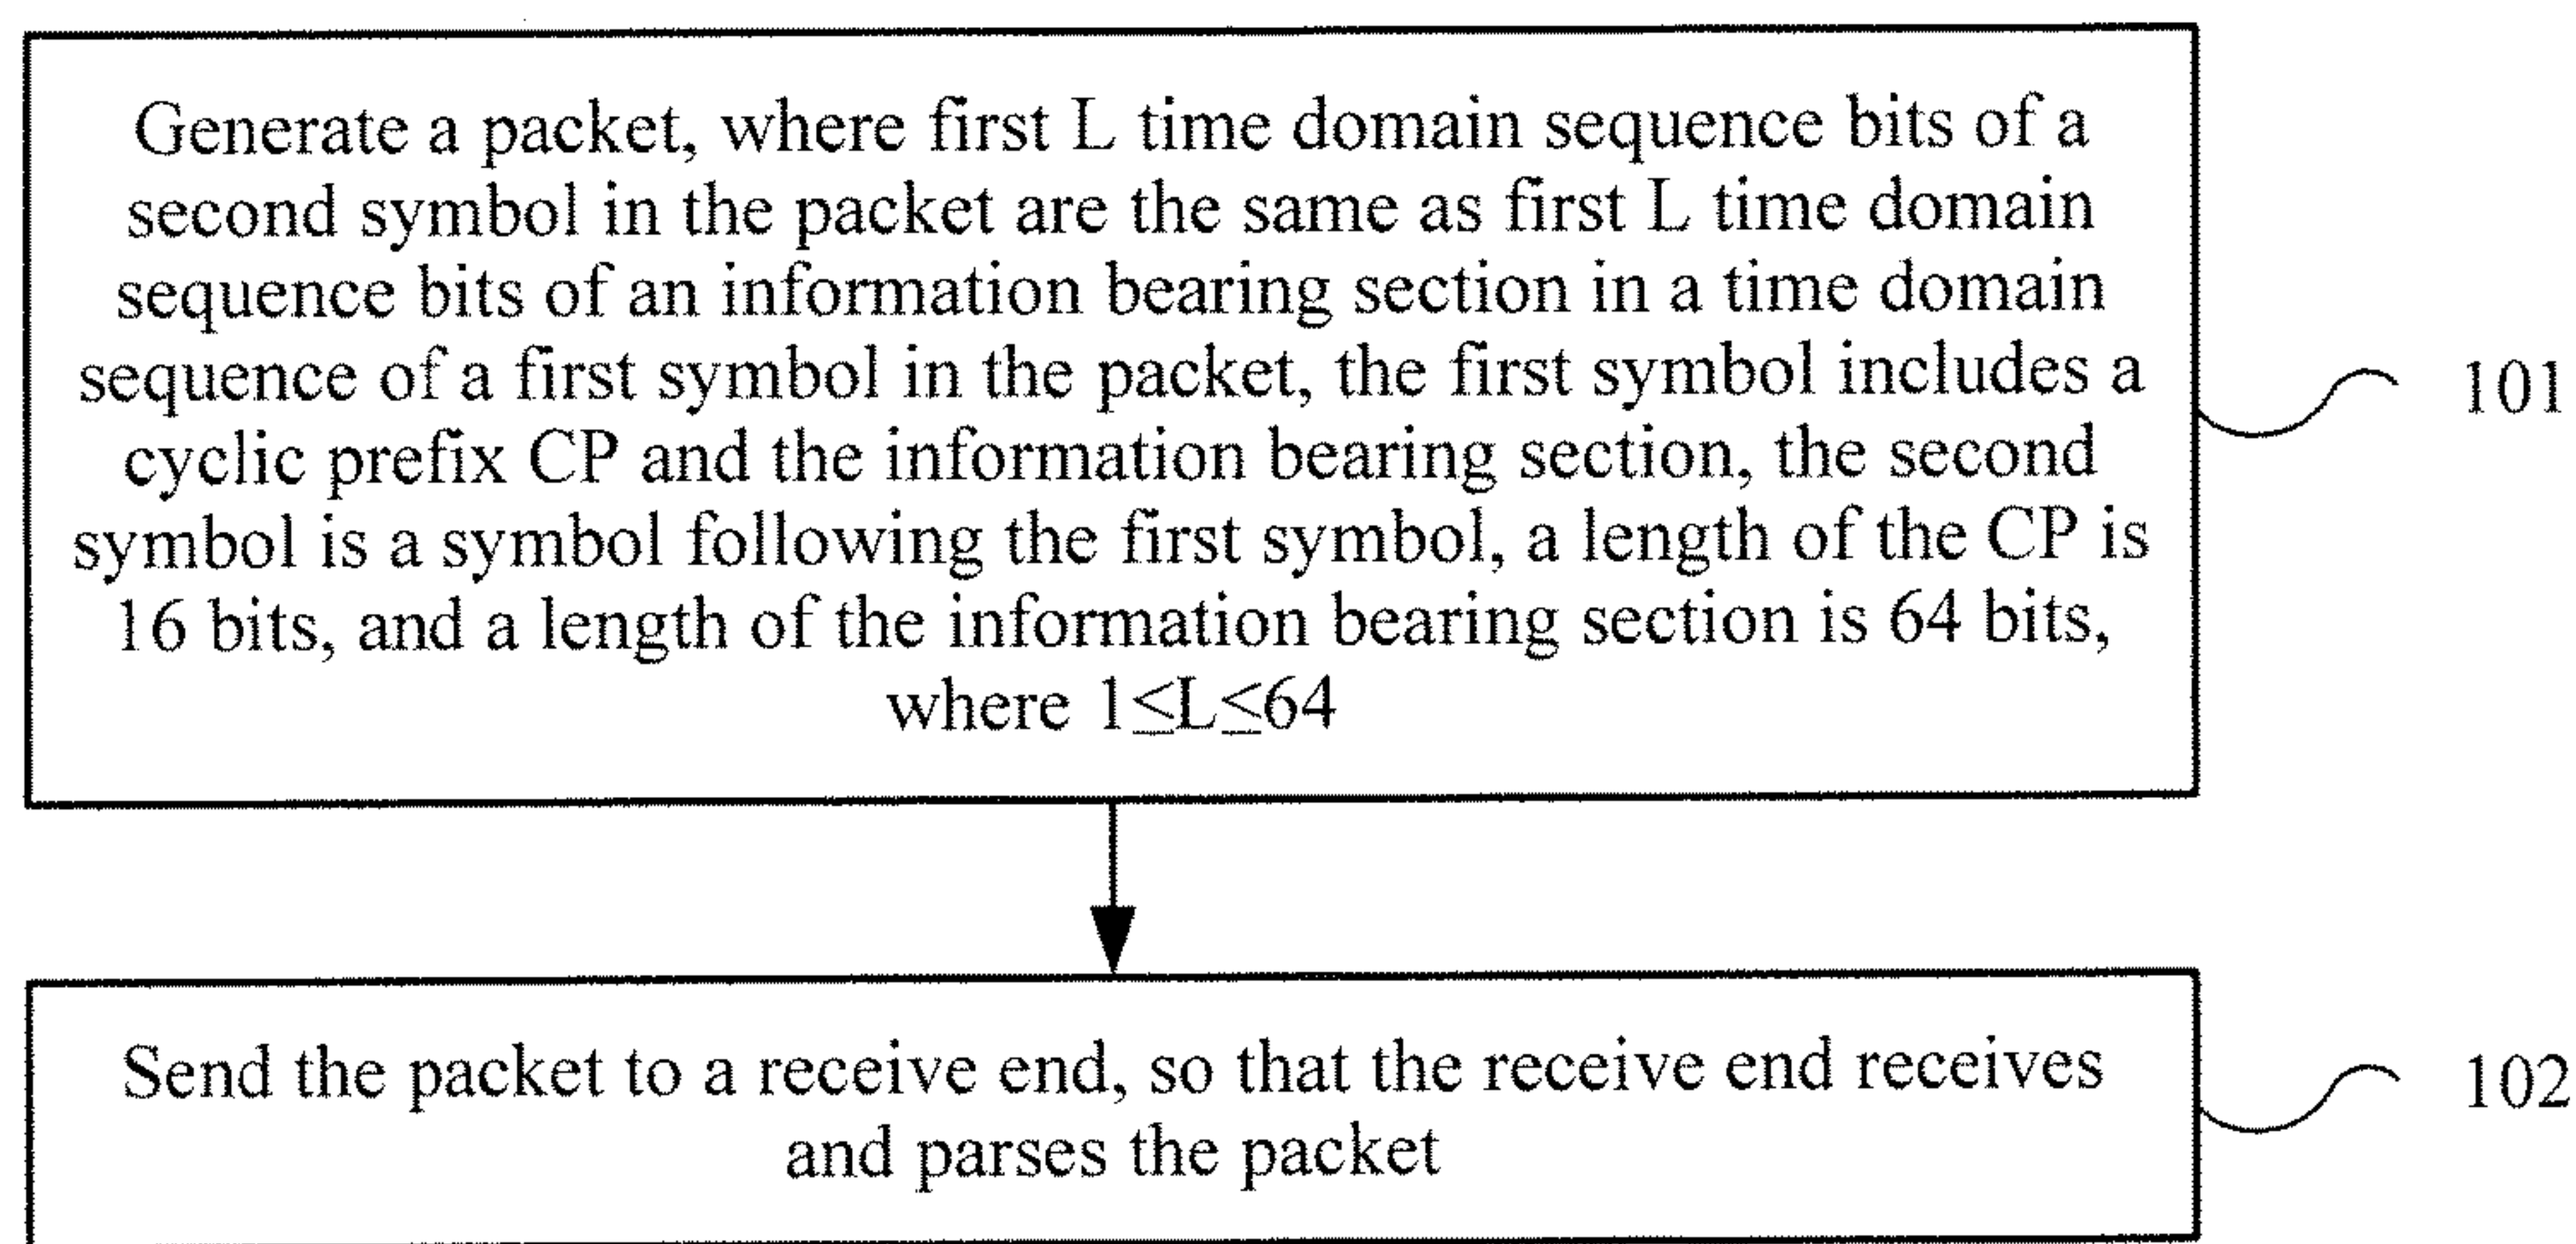 Generate a packet, where first L time domain sequence bits of a
second symbol in the packet are the same as first L time domain
sequence bits of an information bearing section in a time domain
sequence of a first symbol in the packet, the first symbol includes a
cyclic prefix CP and the information bearing section, the second
symbol is a symbol following the first symbol, a length of the CP is
16 bits, and a length of the information bearing section is 64 bits,
where 1≤L≤64
101
Send the packet to a receive end, so that the receive end receives
and parses the packet
102